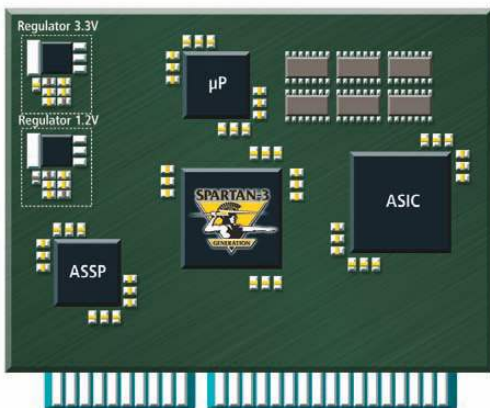 Regulator 3.3V
µP
Regulator 1.2V
SPARTAN-3
GENERATION
ASIC
ASSP